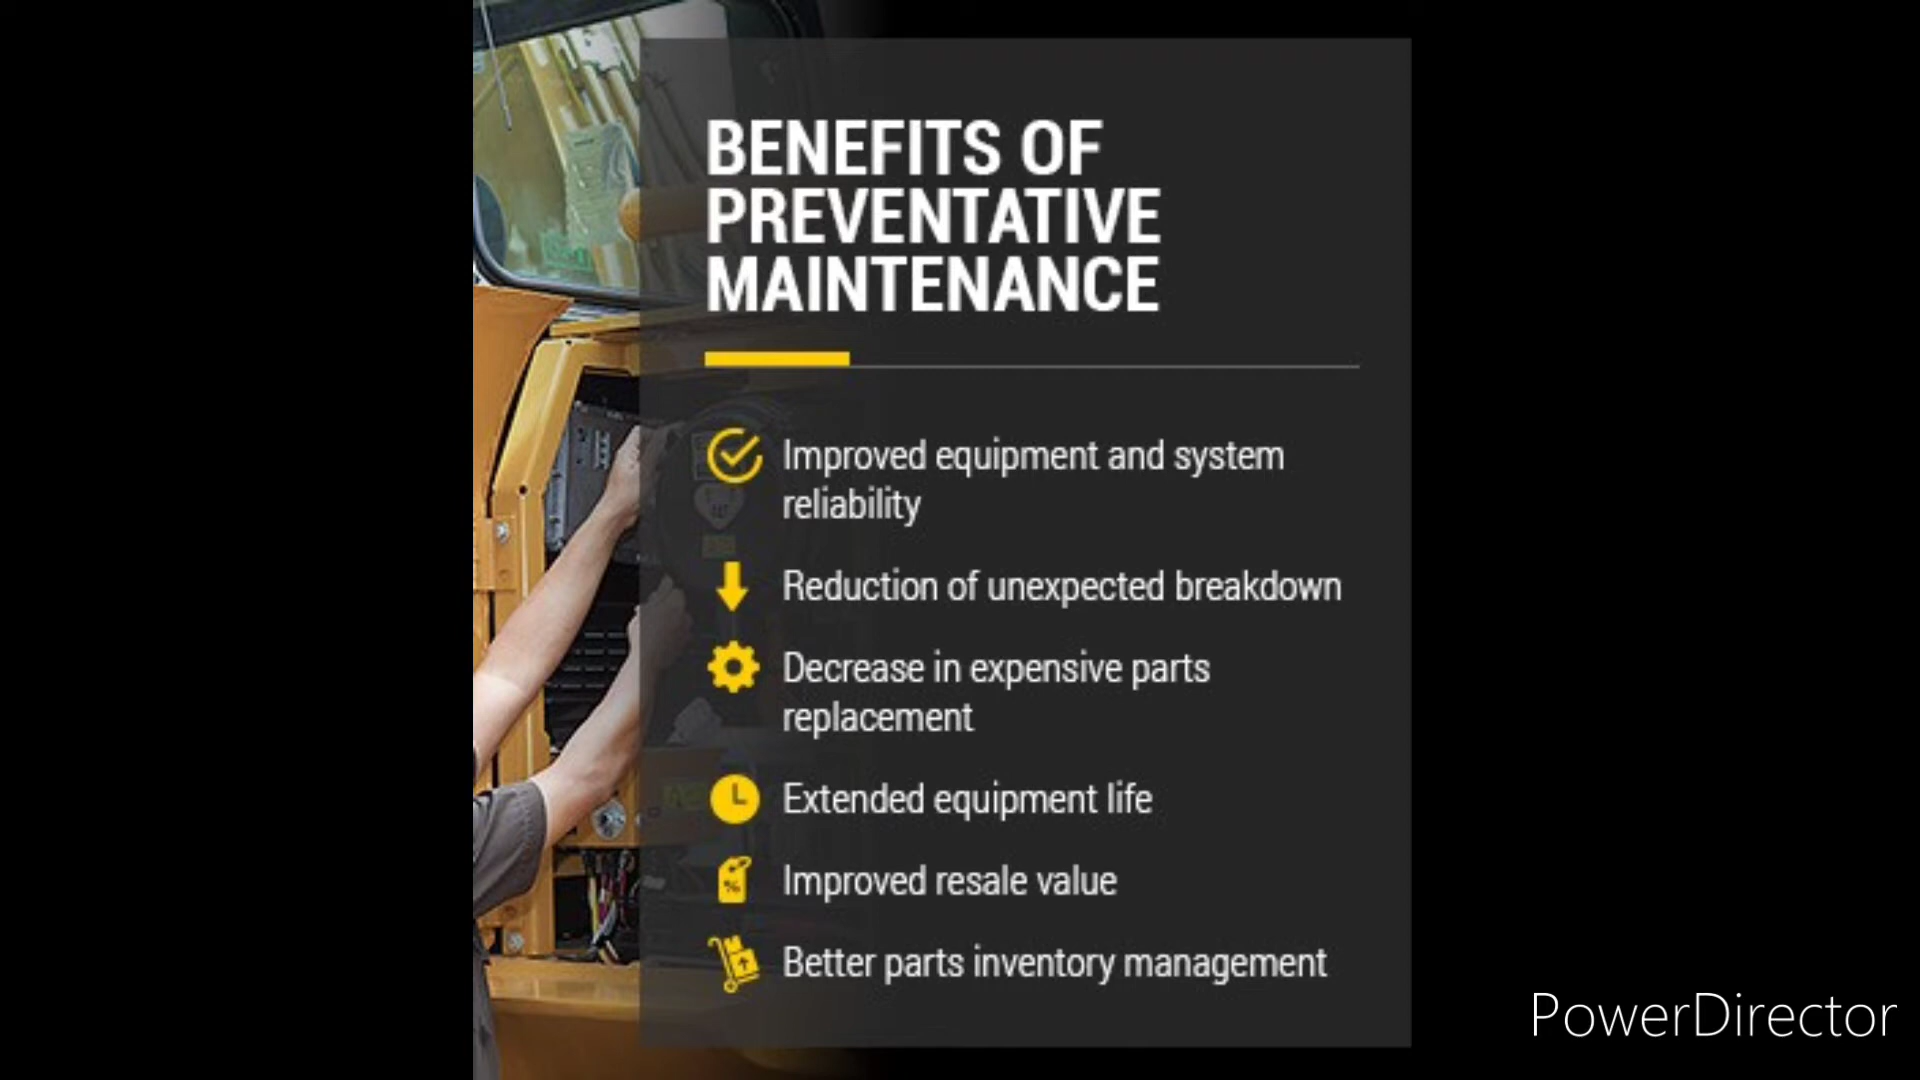 BENEFITS OF
PREVENTATIVE
MAINTENANCE
Improved equipment and system
reliability
Reduction of unexpected breakdown
Decrease in expensive parts
replacement
Extended equipment life
%
Improved resale value
Better parts inventory management
PowerDirector